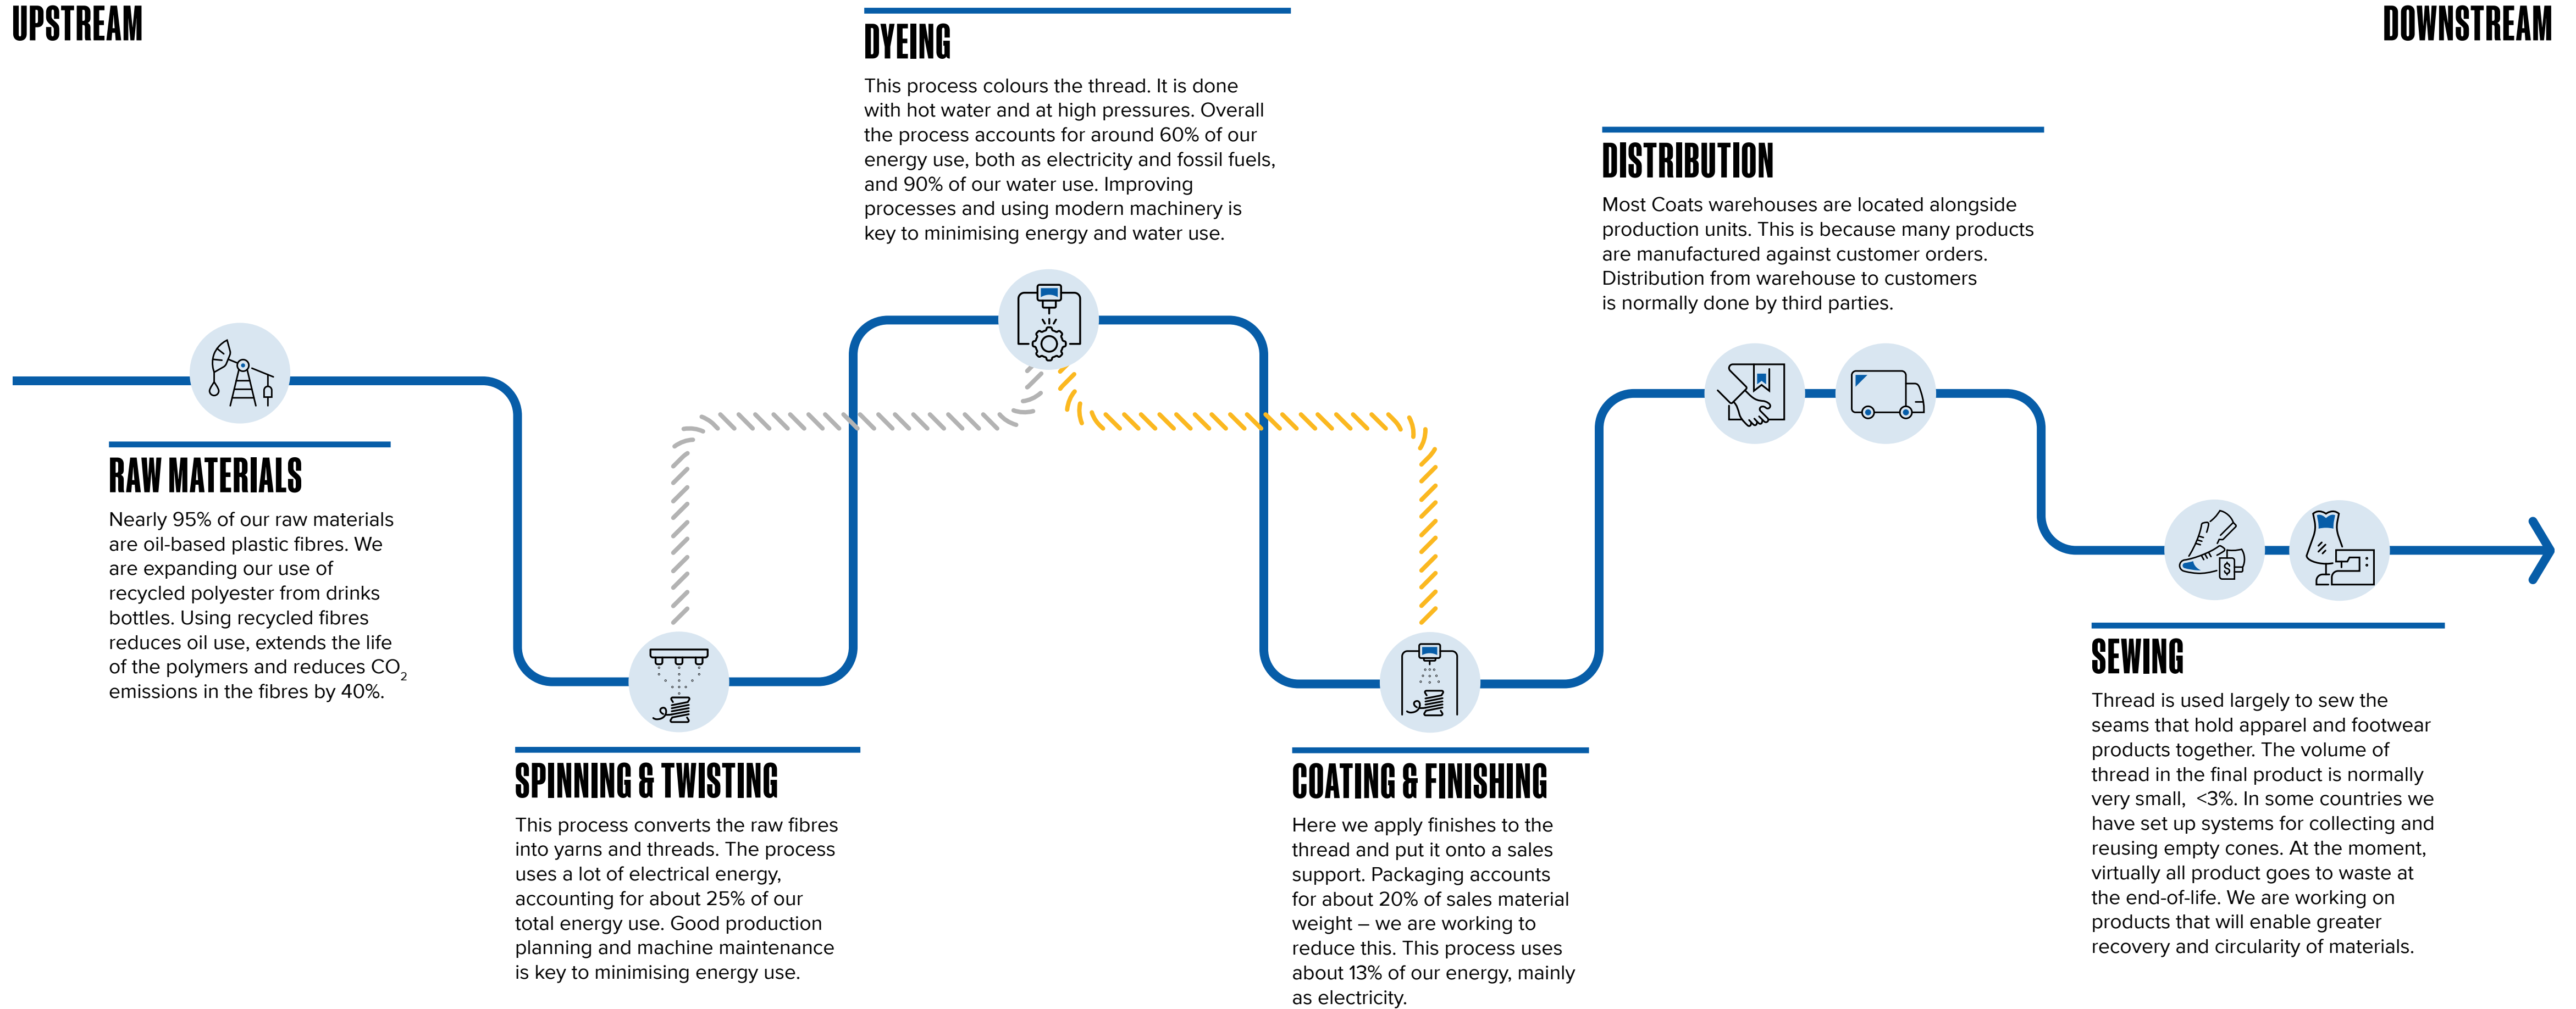 UPSTREAM
DOWNSTREAM
RAW MATERIALS
Nearly 95% of our raw materials
are oil-based plastic fibres. We
are expanding our use of
recycled polyester from drinks
bottles. Using recycled fibres
reduces oil use, extends the life
of the polymers and reduces CO₂
emissions in the fibres by 40%.
SPINNING & TWISTING
This process converts the raw fibres
into yarns and threads. The process
uses a lot of electrical energy,
accounting for about 25% of our
total energy use. Good production
planning and machine maintenance
is key to minimising energy use.
DYEING
This process colours the thread. It is done
with hot water and at high pressures. Overall
the process accounts for around 60% of our
energy use, both as electricity and fossil fuels,
and 90% of our water use. Improving
processes and using modern machinery is
key to minimising energy and water use.
COATING & FINISHING
Here we apply finishes to the
thread and put it onto a sales
support. Packaging accounts
for about 20% of sales material
weight – we are working to
reduce this. This process uses
about 13% of our energy, mainly
as electricity.
DISTRIBUTION
Most Coats warehouses are located alongside
production units. This is because many products
are manufactured against customer orders.
Distribution from warehouse to customers
is normally done by third parties.
$
SEWING
Thread is used largely to sew the
seams that hold apparel and footwear
products together. The volume of
thread in the final product is normally
very small,  <3%. In some countries we
have set up systems for collecting and
reusing empty cones. At the moment,
virtually all product goes to waste at
the end-of-life. We are working on
products that will enable greater
recovery and circularity of materials.